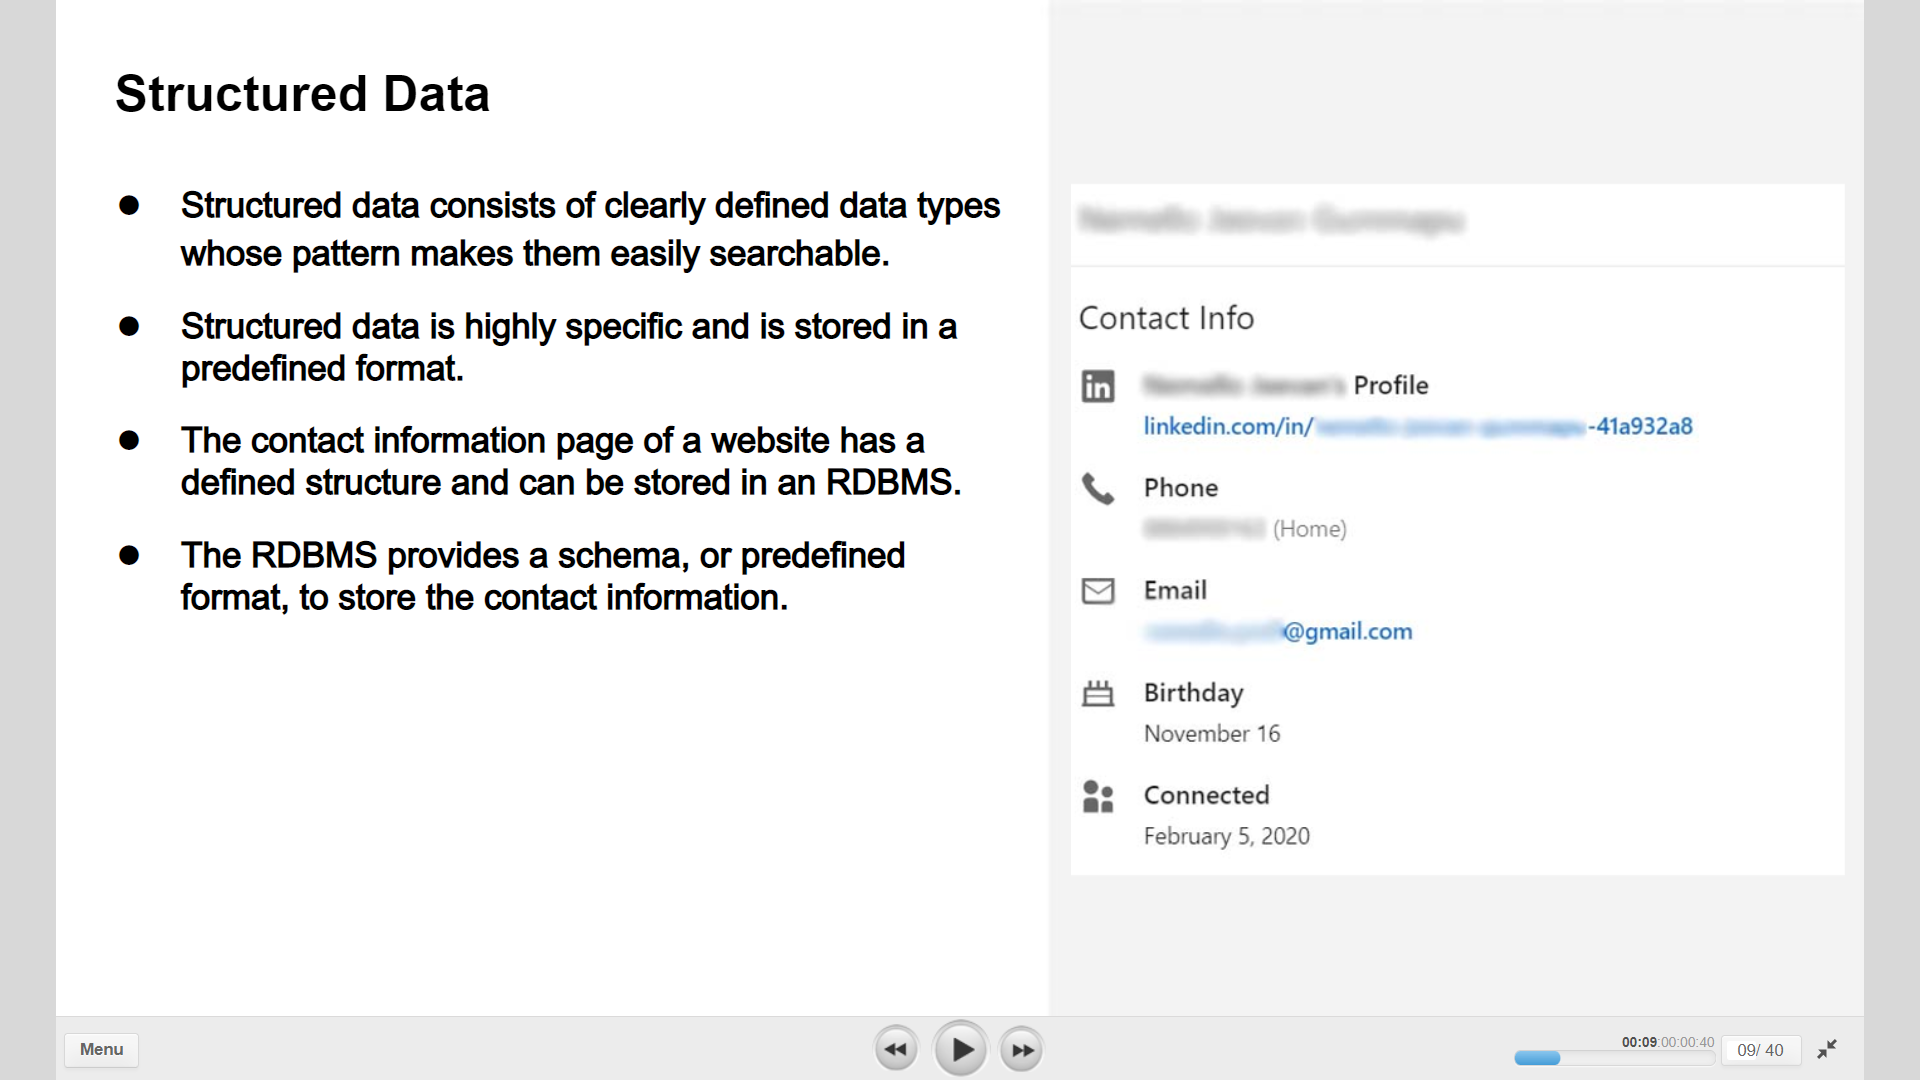 Structured Data
● Structured data consists of clearly defined data types
whose pattern makes them easily searchable.
● Structured data is highly specific and is stored in a
predefined format.
● The contact information page of a website has a
defined structure and can be stored in an RDBMS.
● The RDBMS provides a schema, or predefined
format, to store the contact information.
Contact Info
in
Profile
linkedin.com/in/ -41a932a8
Phone
(Home)
Email
@gmail.com
Birthday
November 16
Connected
February 5, 2020
Menu
00:09:00:00:40
09/ 40